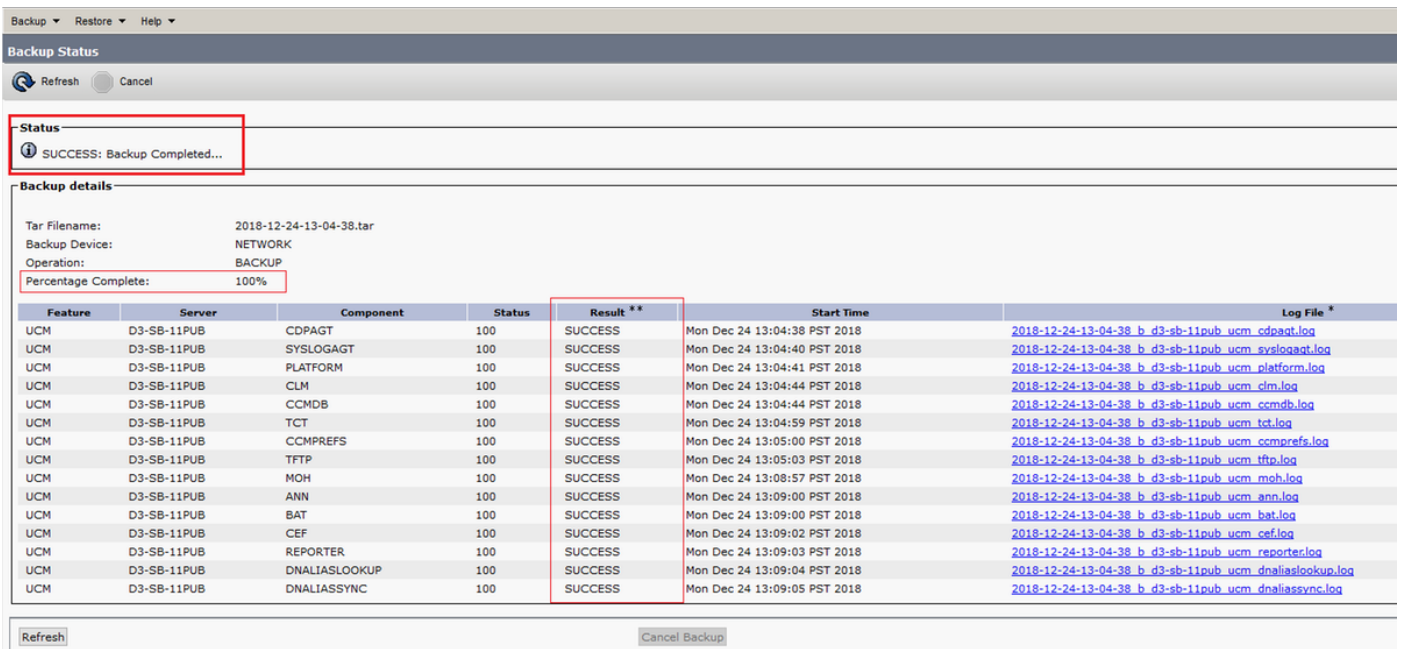 Backup Restore Help
Backup Status
Refresh Cancel
Status
SUCCESS: Backup Completed...
Backup details
Tar Filename: 2018-12-24-13-04-38.tar
Backup Device: NETWORK
Operation: BACKUP
Percentage Complete: 100%
Feature Server Component Status Result ** Start Time Log File *
UCM D3-SB-11PUB CDPAGT 100 SUCCESS Mon Dec 24 13:04:38 PST 2018 2018-12-24-13-04-38_b_d3-sb-11pub_ucm_cdpagt.log
UCM D3-SB-11PUB SYSLOGAGT 100 SUCCESS Mon Dec 24 13:04:40 PST 2018 2018-12-24-13-04-38_b_d3-sb-11pub_ucm_syslogagt.log
UCM D3-SB-11PUB PLATFORM 100 SUCCESS Mon Dec 24 13:04:41 PST 2018 2018-12-24-13-04-38_b_d3-sb-11pub_ucm_platform.log
UCM D3-SB-11PUB CLM 100 SUCCESS Mon Dec 24 13:04:44 PST 2018 2018-12-24-13-04-38_b_d3-sb-11pub_ucm_clm.log
UCM D3-SB-11PUB CCMDB 100 SUCCESS Mon Dec 24 13:04:44 PST 2018 2018-12-24-13-04-38_b_d3-sb-11pub_ucm_ccmdb.log
UCM D3-SB-11PUB TCT 100 SUCCESS Mon Dec 24 13:04:59 PST 2018 2018-12-24-13-04-38_b_d3-sb-11pub_ucm_tct.log
UCM D3-SB-11PUB CCMPREFS 100 SUCCESS Mon Dec 24 13:05:00 PST 2018 2018-12-24-13-04-38_b_d3-sb-11pub_ucm_ccmprefs.log
UCM D3-SB-11PUB TFTP 100 SUCCESS Mon Dec 24 13:05:03 PST 2018 2018-12-24-13-04-38_b_d3-sb-11pub_ucm_tftp.log
UCM D3-SB-11PUB MOH 100 SUCCESS Mon Dec 24 13:08:57 PST 2018 2018-12-24-13-04-38_b_d3-sb-11pub_ucm_moh.log
UCM D3-SB-11PUB ANN 100 SUCCESS Mon Dec 24 13:09:00 PST 2018 2018-12-24-13-04-38_b_d3-sb-11pub_ucm_ann.log
UCM D3-SB-11PUB BAT 100 SUCCESS Mon Dec 24 13:09:00 PST 2018 2018-12-24-13-04-38_b_d3-sb-11pub_ucm_bat.log
UCM D3-SB-11PUB CEF 100 SUCCESS Mon Dec 24 13:09:02 PST 2018 2018-12-24-13-04-38_b_d3-sb-11pub_ucm_cef.log
UCM D3-SB-11PUB REPORTER 100 SUCCESS Mon Dec 24 13:09:03 PST 2018 2018-12-24-13-04-38_b_d3-sb-11pub_ucm_reporter.log
UCM D3-SB-11PUB DNALIASLOOKUP 100 SUCCESS Mon Dec 24 13:09:04 PST 2018 2018-12-24-13-04-38_b_d3-sb-11pub_ucm_dnaliaslookup.log
UCM D3-SB-11PUB DNALIASSYNC 100 SUCCESS Mon Dec 24 13:09:05 PST 2018 2018-12-24-13-04-38_b_d3-sb-11pub_ucm_dnaliassync.log
Refresh Cancel Backup